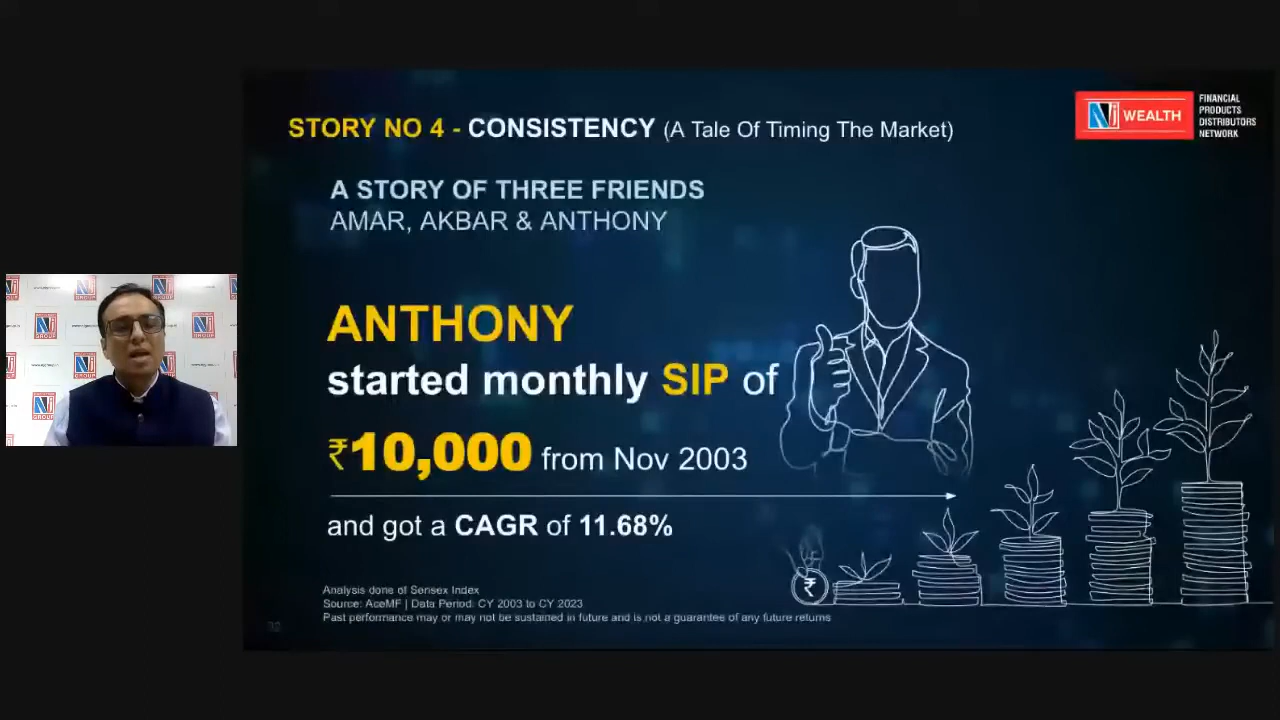 STORY NO 4 - CONSISTENCY (A Tale Of Timing The Market)
NJ WEALTH
FINANCIAL
PRODUCTS
DISTRIBUTORS
NETWORK
A STORY OF THREE FRIENDS
AMAR, AKBAR & ANTHONY
ANTHONY
started monthly SIP of
₹10,000 from Nov 2003
and got a CAGR of 11.68%
₹
Analysis done of Sensex Index
Source: AceMF | Data Period: CY 2003 to CY 2023
Past performance may or may not be sustained in future and is not a guarantee of any future returns
NJ
GROUP